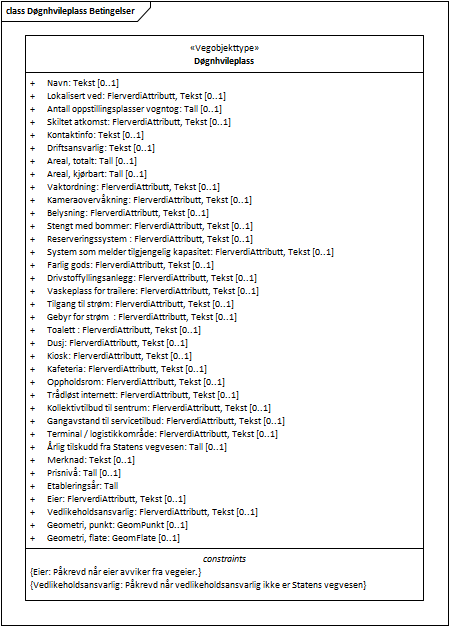 class Døgnhvileplass Betingelser
«Vegobjekttype»
Døgnhvileplass
+ Navn: Tekst [0..1]
+ Lokalisert ved: FlerverdiAttributt, Tekst [0..1]
+ Antall oppstillingsplasser vogntog: Tall [0..1]
+ Skiltet atkomst: FlerverdiAttributt, Tekst [0..1]
+ Kontaktinfo: Tekst [0..1]
+ Driftsansvarlig: Tekst [0..1]
+ Areal, totalt: Tall [0..1]
+ Areal, kjørbart: Tall [0..1]
+ Vaktordning: FlerverdiAttributt, Tekst [0..1]
+ Kameraovervåkning: FlerverdiAttributt, Tekst [0..1]
+ Belysning: FlerverdiAttributt, Tekst [0..1]
+ Stengt med bommer: FlerverdiAttributt, Tekst [0..1]
+ Reserveringssystem : FlerverdiAttributt, Tekst [0..1]
+ System som melder tilgjengelig kapasitet: FlerverdiAttributt, Tekst [0..1]
+ Farlig gods: FlerverdiAttributt, Tekst [0..1]
+ Drivstoffyllingsanlegg: FlerverdiAttributt, Tekst [0..1]
+ Vaskeplass for trailere: FlerverdiAttributt, Tekst [0..1]
+ Tilgang til strøm: FlerverdiAttributt, Tekst [0..1]
+ Gebyr for strøm : FlerverdiAttributt, Tekst [0..1]
+ Toalett : FlerverdiAttributt, Tekst [0..1]
+ Dusj: FlerverdiAttributt, Tekst [0..1]
+ Kiosk: FlerverdiAttributt, Tekst [0..1]
+ Kafeteria: FlerverdiAttributt, Tekst [0..1]
+ Oppholdsrom: FlerverdiAttributt, Tekst [0..1]
+ Trådløst internett: FlerverdiAttributt, Tekst [0..1]
+ Kollektivtilbud til sentrum: FlerverdiAttributt, Tekst [0..1]
+ Gangavstand til servicetilbud: FlerverdiAttributt, Tekst [0..1]
+ Terminal / logistikkområde: FlerverdiAttributt, Tekst [0..1]
+ Årlig tilskudd fra Statens vegvesen: Tall [0..1]
+ Merknad: Tekst [0..1]
+ Prisnivå: Tall [0..1]
+ Etableringsår: Tall
+ Eier: FlerverdiAttributt, Tekst [0..1]
+ Vedlikeholdsansvarlig: FlerverdiAttributt, Tekst [0..1]
+ Geometri, punkt: GeomPunkt [0..1]
+ Geometri, flate: GeomFlate [0..1]
constraints
{Eier: Påkrevd når eier avviker fra vegeier.}
{Vedlikeholdsansvarlig: Påkrevd når vedlikeholdsansvarlig ikke er Statens vegvesen}